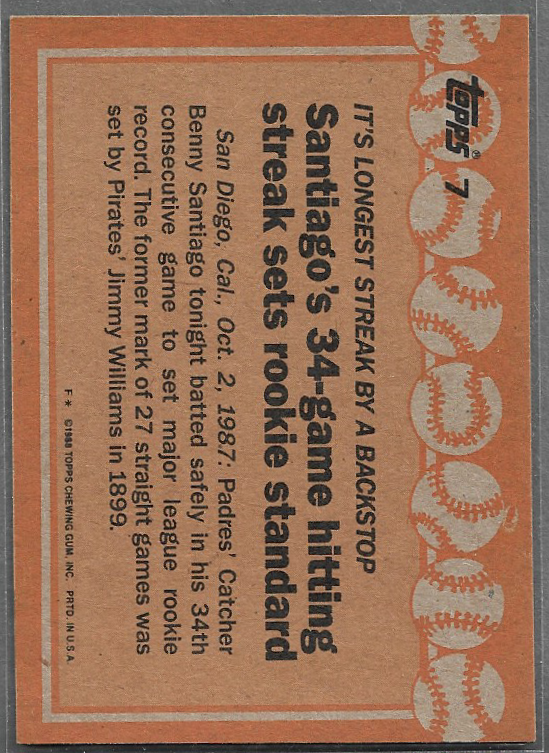 topps® 7
IT'S LONGEST STREAK BY A BACKSTOP
Santiago's 34-game hitting
streak sets rookie standard
San Diego, Cal., Oct. 2, 1987: Padres' Catcher
Benny Santiago tonight batted safely in his 34th
consecutive game to set major league rookie
record. The former mark of 27 straight games was
set by Pirates' Jimmy Williams in 1899.
F* ©1988 TOPPS CHEWING GUM, INC. PRTD. IN U.S.A.